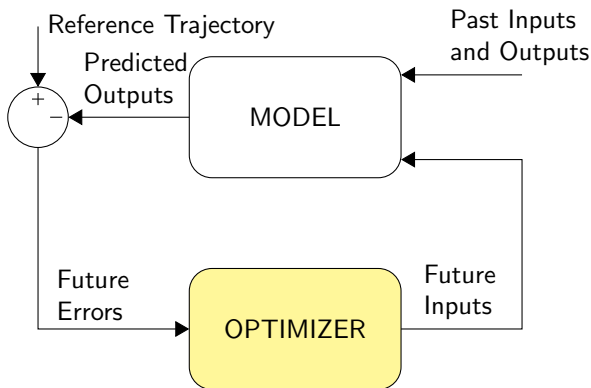 Reference Trajectory
Past Inputs
and Outputs
Predicted
Outputs
+
−
MODEL
Future
Errors
OPTIMIZER
Future
Inputs